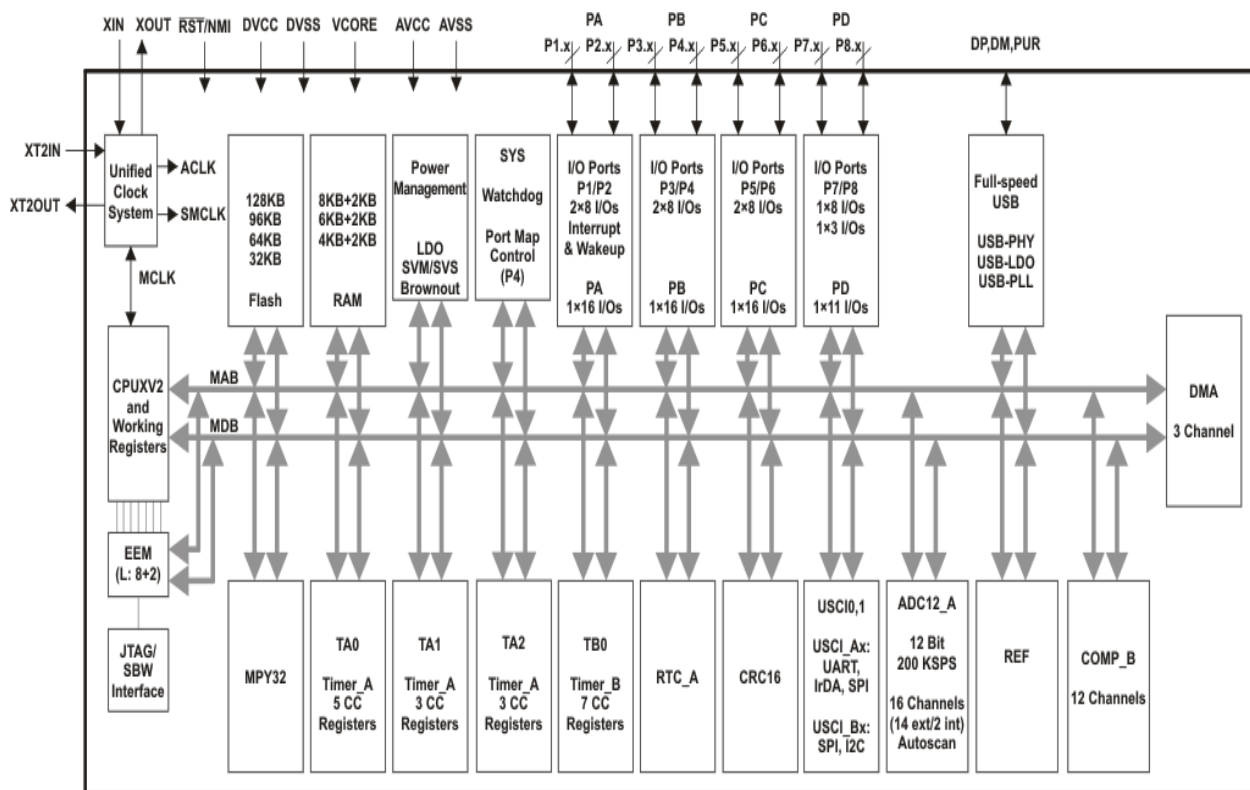 XIN XOUT RST/NMI DVCC DVSS VCORE AVCC AVSS
PA PB PC PD
P1.x P2.x P3.x P4.x P5.x P6.x P7.x P8.x
DP,DM,PUR
XT2IN
XT2OUT
Unified
Clock
System
ACLK
SMCLK
MCLK
128KB
96KB
64KB
32KB
Flash
8KB+2KB
6KB+2KB
4KB+2KB
RAM
Power
Management
LDO
SVM/SVS
Brownout
SYS
Watchdog
Port Map
Control
(P4)
I/O Ports
P1/P2
2×8 I/Os
Interrupt
& Wakeup
PA
1×16 I/Os
I/O Ports
P3/P4
2×8 I/Os
PB
1×16 I/Os
I/O Ports
P5/P6
2×8 I/Os
PC
1×16 I/Os
I/O Ports
P7/P8
1×8 I/Os
1×3 I/Os
PD
1×11 I/Os
Full-speed
USB
USB-PHY
USB-LDO
USB-PLL
CPUXV2
and
Working
Registers
MAB
MDB
DMA
3 Channel
EEM
(L: 8+2)
JTAG/
SBW
Interface
MPY32
TA0
Timer_A
5 CC
Registers
TA1
Timer_A
3 CC
Registers
TA2
Timer_A
3 CC
Registers
TB0
Timer_B
7 CC
Registers
RTC_A
CRC16
USCI0,1
USCI_Ax:
UART,
IrDA, SPI
USCI_Bx:
SPI, I2C
ADC12_A
12 Bit
200 KSPS
16 Channels
(14 ext/2 int)
Autoscan
REF
COMP_B
12 Channels